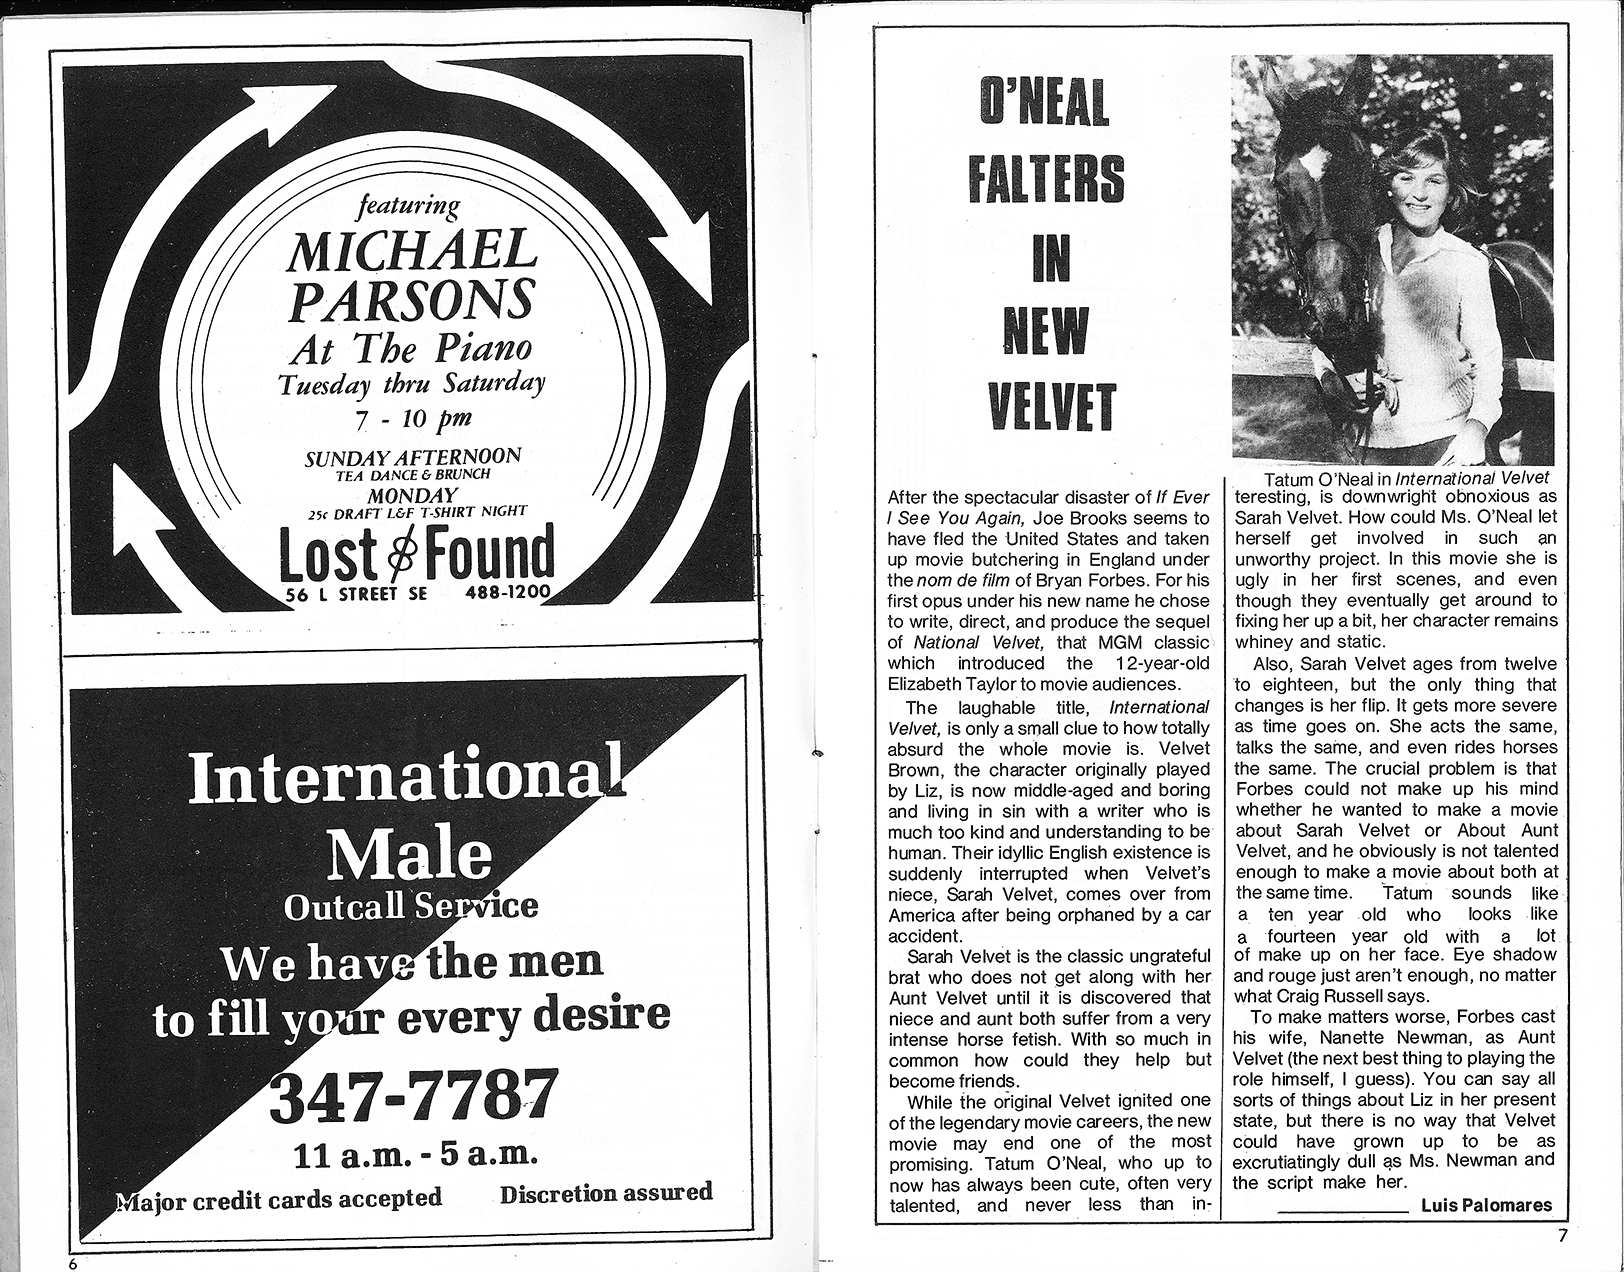 featuring
MICHAEL
PARSONS
At The Piano
Tuesday thru Saturday
7 - 10 pm
SUNDAY AFTERNOON
TEA DANCE & BRUNCH
MONDAY
25c DRAFT L&F T-SHIRT NIGHT
Lost & Found
56 L STREET SE 488-1200
International
Male
Outcall Service
We have the men
to fill your every desire
347-7787
11 a.m. - 5 a.m.
Major credit cards accepted Discretion assured
6
O'NEAL
FALTERS
IN
NEW
VELVET
After the spectacular disaster of If Ever
I See You Again, Joe Brooks seems to
have fled the United States and taken
up movie butchering in England under
the nom de film of Bryan Forbes. For his
first opus under his new name he chose
to write, direct, and produce the sequel
of National Velvet, that MGM classic
which introduced the 12-year-old
Elizabeth Taylor to movie audiences.
The laughable title, International
Velvet, is only a small clue to how totally
absurd the whole movie is. Velvet
Brown, the character originally played
by Liz, is now middle-aged and boring
and living in sin with a writer who is
much too kind and understanding to be
human. Their idyllic English existence is
suddenly interrupted when Velvet's
niece, Sarah Velvet, comes over from
America after being orphaned by a car
accident.
Sarah Velvet is the classic ungrateful
brat who does not get along with her
Aunt Velvet until it is discovered that
niece and aunt both suffer from a very
intense horse fetish. With so much in
common how could they help but
become friends.
While the original Velvet ignited one
of the legendary movie careers, the new
movie may end one of the most
promising. Tatum O'Neal, who up to
now has always been cute, often very
talented, and never less than in-
Tatum O'Neal in International Velvet
teresting, is downwright obnoxious as
Sarah Velvet. How could Ms. O'Neal let
herself get involved in such an
unworthy project. In this movie she is
ugly in her first scenes, and even
though they eventually get around to
fixing her up a bit, her character remains
whiney and static.
Also, Sarah Velvet ages from twelve
to eighteen, but the only thing that
changes is her flip. It gets more severe
as time goes on. She acts the same,
talks the same, and even rides horses
the same. The crucial problem is that
Forbes could not make up his mind
whether he wanted to make a movie
about Sarah Velvet or About Aunt
Velvet, and he obviously is not talented
enough to make a movie about both at
the same time. Tatum sounds like
a ten year old who looks like
a fourteen year old with a lot
of make up on her face. Eye shadow
and rouge just aren't enough, no matter
what Craig Russell says.
To make matters worse, Forbes cast
his wife, Nanette Newman, as Aunt
Velvet (the next best thing to playing the
role himself, I guess). You can say all
sorts of things about Liz in her present
state, but there is no way that Velvet
could have grown up to be as
excrutiatingly dull as Ms. Newman and
the script make her.
Luis Palomares
7